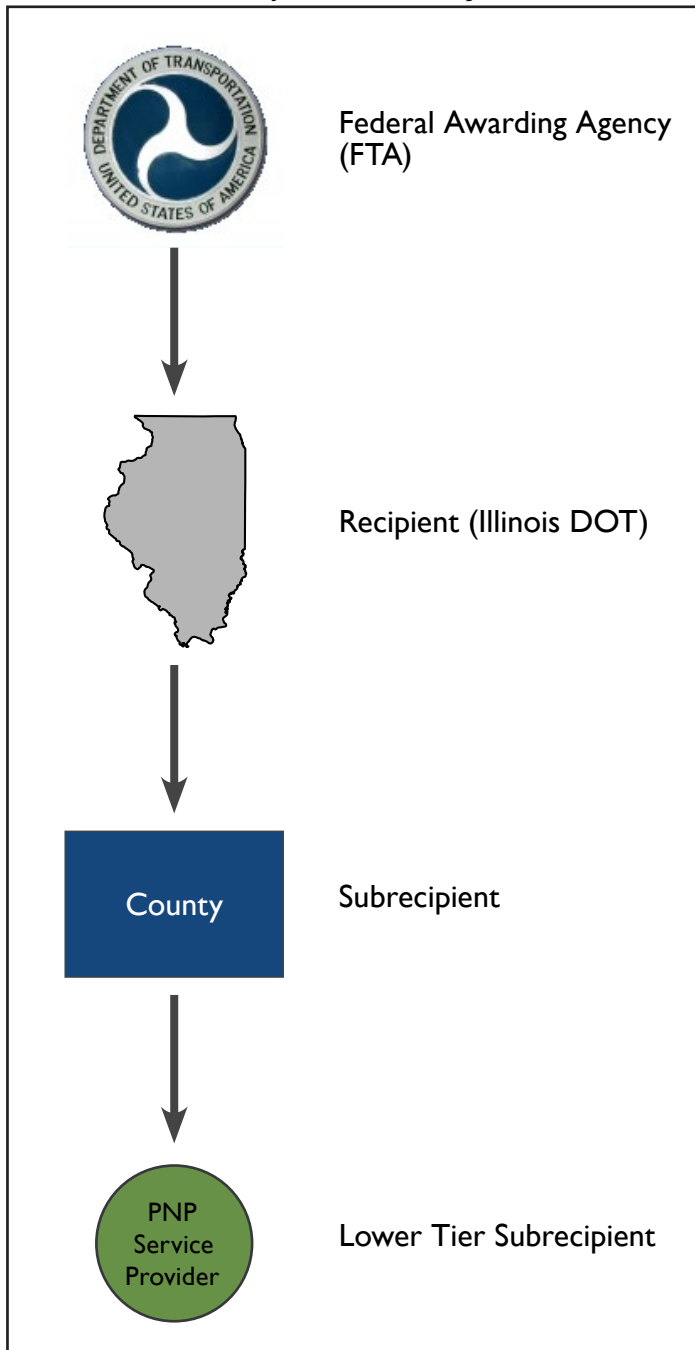 DEPARTMENT OF TRANSPORTATION
UNITED STATES OF AMERICA
Federal Awarding Agency
(FTA)
Recipient (Illinois DOT)
County
Subrecipient
PNP
Service
Provider
Lower Tier Subrecipient